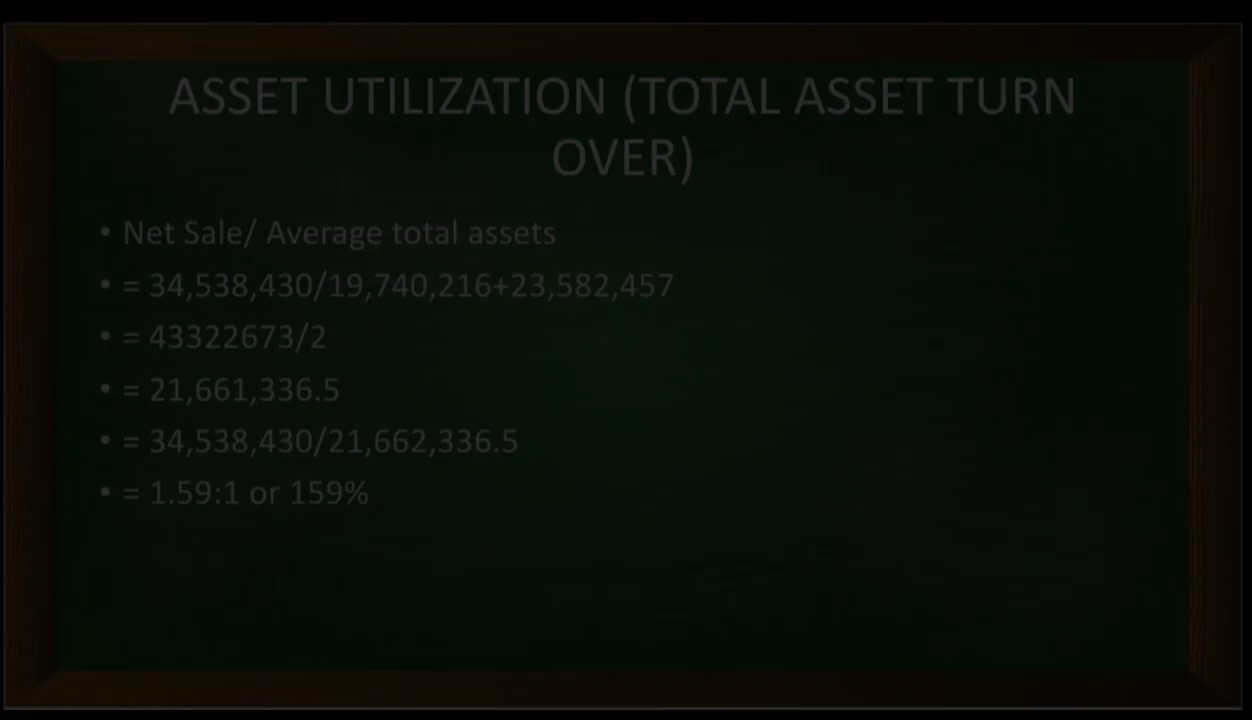 ASSET UTILIZATION (TOTAL ASSET TURN
OVER)
• Net Sale/ Average total assets
• = 34,538,430/19,740,216+23,582,457
• = 43322673/2
• = 21,661,336.5
• = 34,538,430/21,662,336.5
• = 1.59:1 or 159%